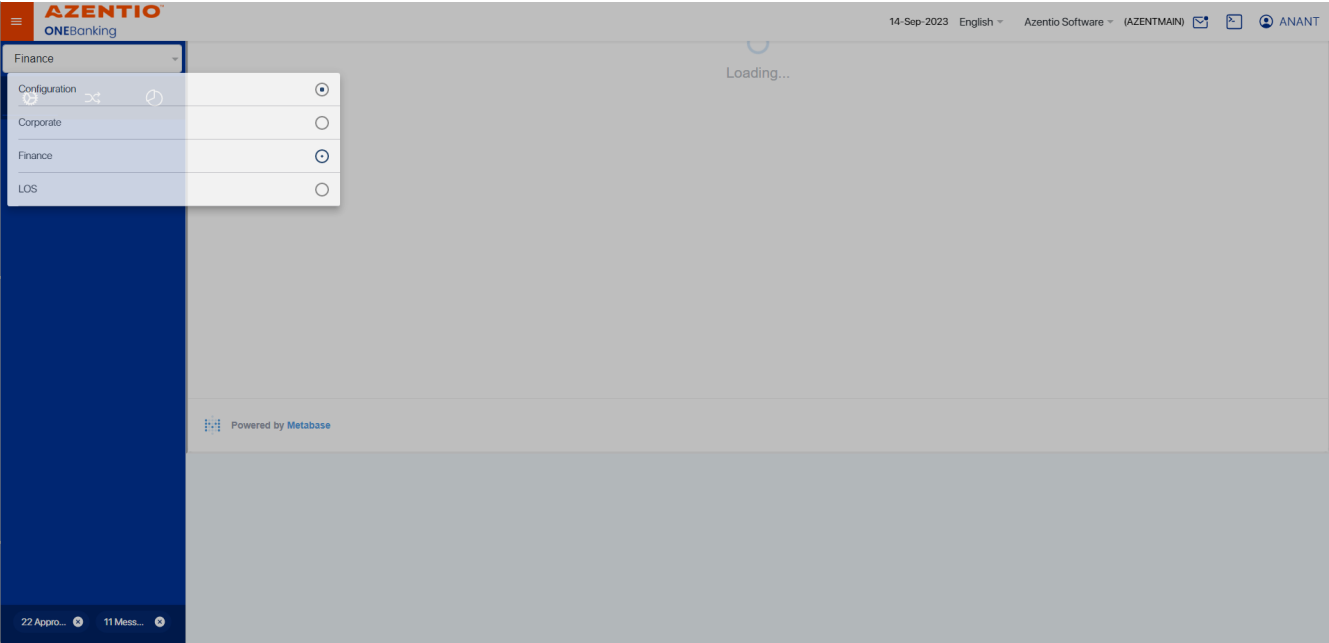 AZENTIO
ONEBanking
14-Sep-2023 English Azentio Software (AZENTMAIN) ANANT
Finance
Loading...
Configuration
Corporate
Finance
LOS
Powered by Metabase
22 Appro... 11 Mess...